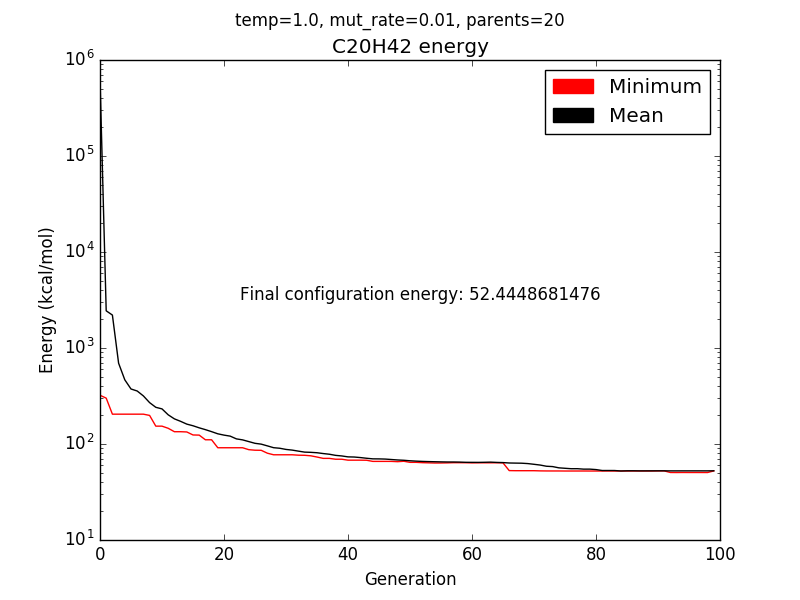 temp=1.0, mut_rate=0.01, parents=20
C20H42 energy
10^6
10^5
10^4
10^3
10^2
10^1
Energy (kcal/mol)
Minimum
Mean
Final configuration energy: 52.4448681476
0 20 40 60 80 100
Generation